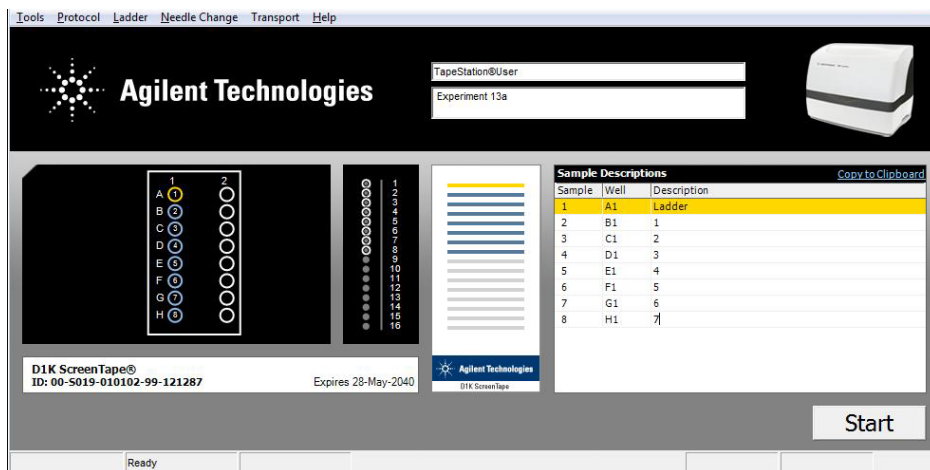 Tools Protocol Ladder Needle Change Transport Help
Agilent Technologies
TapeStation®User
Experiment 13a
1 2
A 1
B 2
C 3
D 4
E 5
F 6
G 7
H 8
1
2
3
4
5
6
7
8
9
10
11
12
13
14
15
16
Agilent Technologies
D1K ScreenTape
Sample Descriptions Copy to Clipboard
Sample Well Description
1 A1 Ladder
2 B1 1
3 C1 2
4 D1 3
5 E1 4
6 F1 5
7 G1 6
8 H1 7
D1K ScreenTape®
ID: 00-S019-010102-99-121287 Expires 28-May-2040
Start
Ready